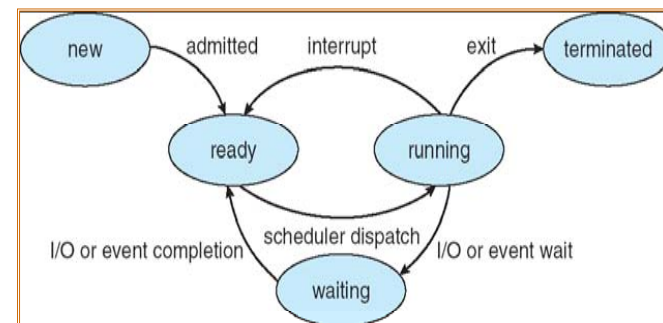 new
admitted
interrupt
exit
terminated
ready
running
I/O or event completion
scheduler dispatch
I/O or event wait
waiting